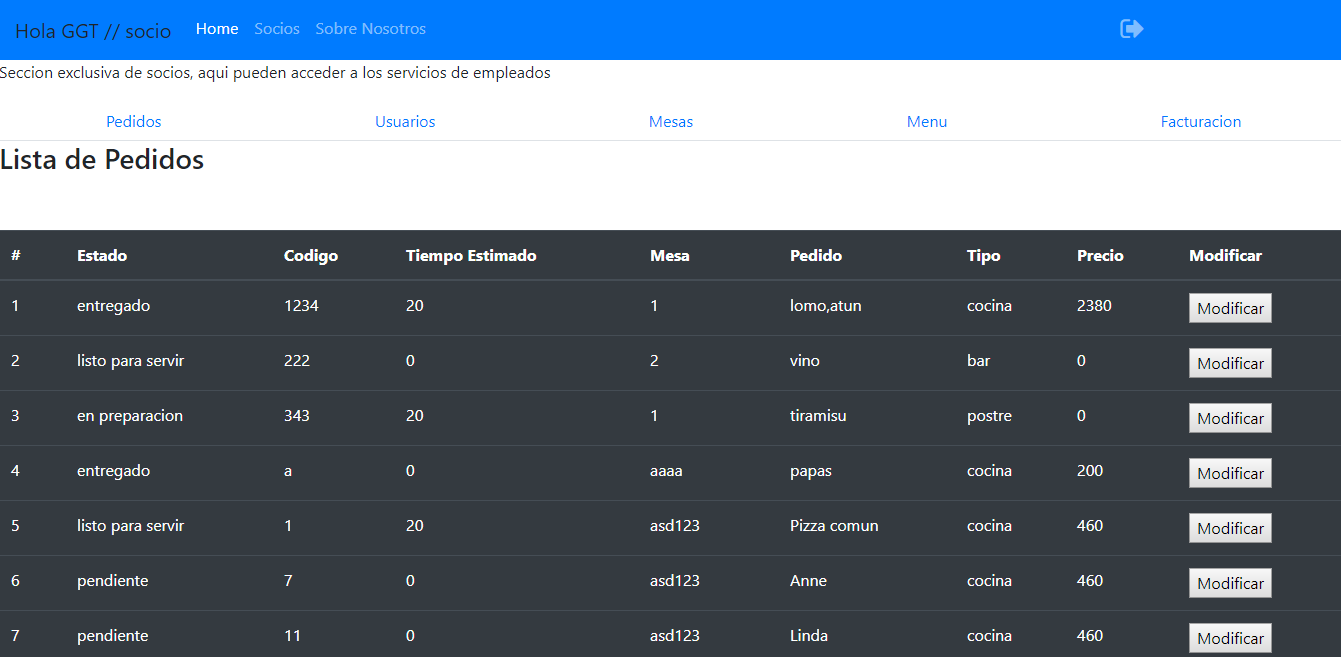 Hola GGT // socio Home Socios Sobre Nosotros
Seccion exclusiva de socios, aqui pueden acceder a los servicios de empleados
Pedidos Usuarios Mesas Menu Facturacion
Lista de Pedidos
# Estado Codigo Tiempo Estimado Mesa Pedido Tipo Precio Modificar
1 entregado 1234 20 1 lomo,atun cocina 2380 Modificar
2 listo para servir 222 0 2 vino bar 0 Modificar
3 en preparacion 343 20 1 tiramisu postre 0 Modificar
4 entregado a 0 aaaa papas cocina 200 Modificar
5 listo para servir 1 20 asd123 Pizza comun cocina 460 Modificar
6 pendiente 7 0 asd123 Anne cocina 460 Modificar
7 pendiente 11 0 asd123 Linda cocina 460 Modificar